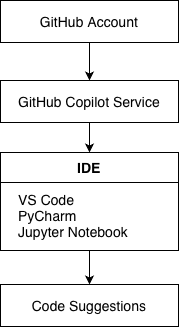 GitHub Account
GitHub Copilot Service
IDE
VS Code
PyCharm
Jupyter Notebook
Code Suggestions